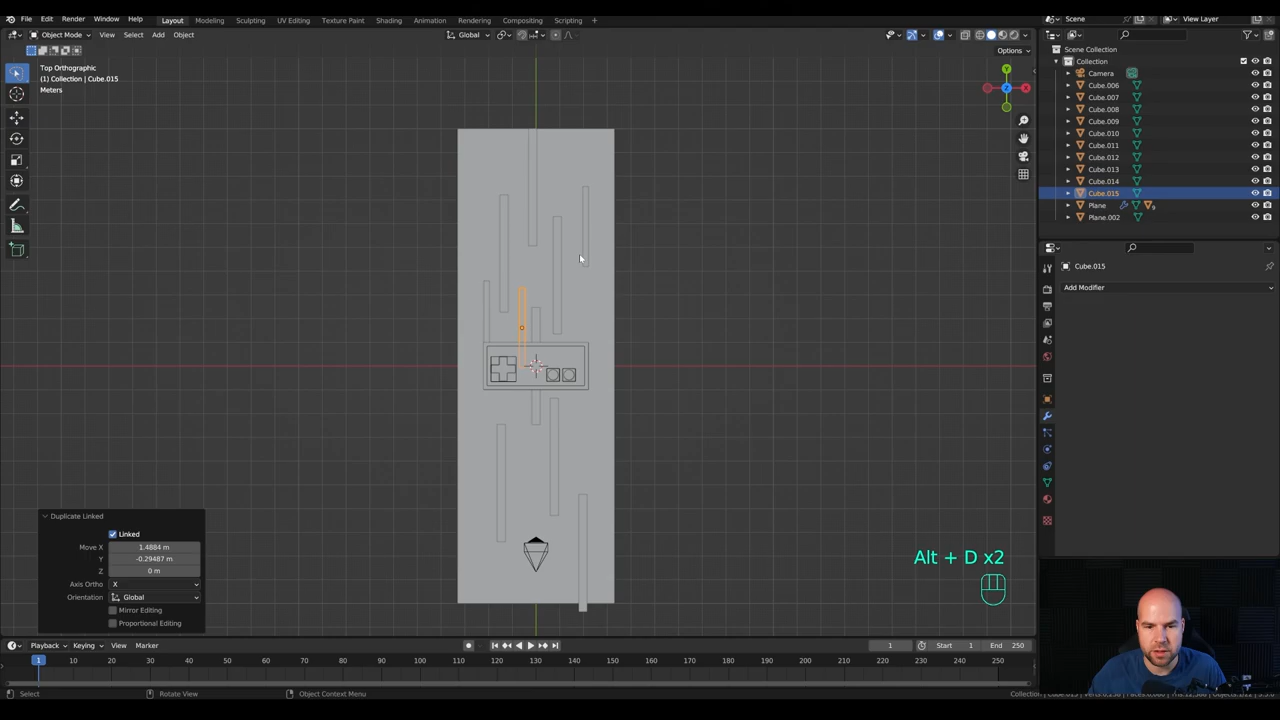 File Edit Render Window Help Layout Modeling Sculpting UV Editing Texture Paint Shading Animation Rendering Compositing Scripting + Scene View Layer
Object Mode View Select Add Object Global
Options
Top Orthographic
(1) Collection | Cube.015
Meters
Scene Collection
Collection
Camera
Cube.006
Cube.007
Cube.008
Cube.009
Cube.010
Cube.011
Cube.012
Cube.013
Cube.014
Cube.015
Plane 9
Plane.002
Cube.015
Add Modifier
Y
Z
X
Duplicate Linked
Linked
Move X 1.4884 m
Y -0.29487 m
Z 0 m
Axis Ortho X
Orientation Global
Mirror Editing
Proportional Editing
Alt + D x2
Playback Keying View Marker 1 Start 1 End 250
1 10 20 30 40 50 60 70 80 90 100 110 120 130 140 150 160 170 180 190 200 210 220 230 240 250
Select Rotate View Object Context Menu